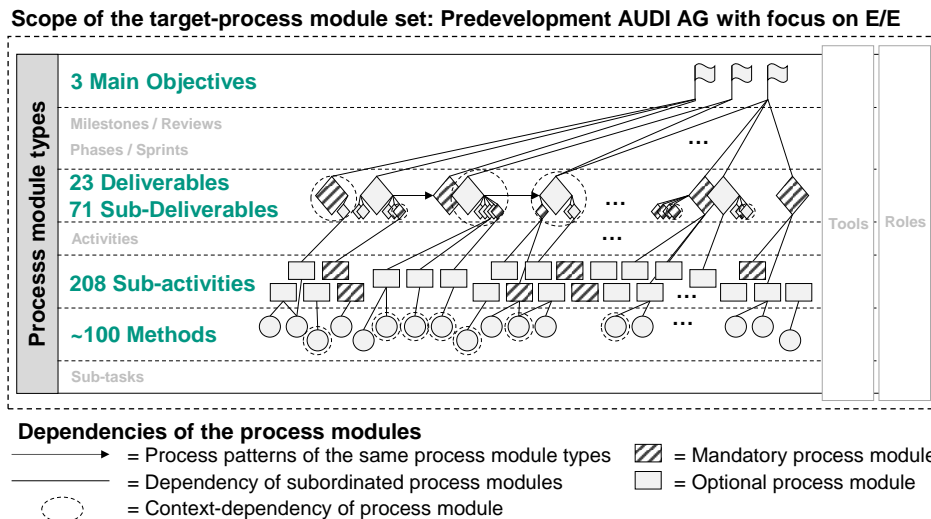 Scope of the target-process module set: Predevelopment AUDI AG with focus on E/E
Processs module types
3 Main Objectives
Milestones / Reviews
Phases / Sprints
...
23 Deliverables
71 Sub-Deliverables
...
Activities
...
208 Sub-activities
...
~100 Methods
...
Sub-tasks
Tools
Roles
Dependencies of the process modules
= Process patterns of the same process module types
= Mandatory process module
= Dependency of subordinated process modules
= Optional process module
= Context-dependency of process module